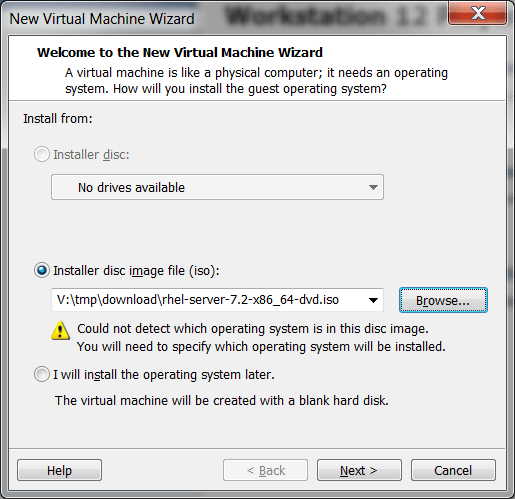 New Virtual Machine Wizard
Workstation 12
Welcome to the New Virtual Machine Wizard
A virtual machine is like a physical computer; it needs an operating
system. How will you install the guest operating system?
Install from:
Installer disc:
No drives available
Installer disc image file (iso):
V:\tmp\download\rhel-server-7.2-x86_64-dvd.iso
Browse...
Could not detect which operating system is in this disc image.
You will need to specify which operating system will be installed.
I will install the operating system later.
The virtual machine will be created with a blank hard disk.
Help
< Back
Next >
Cancel